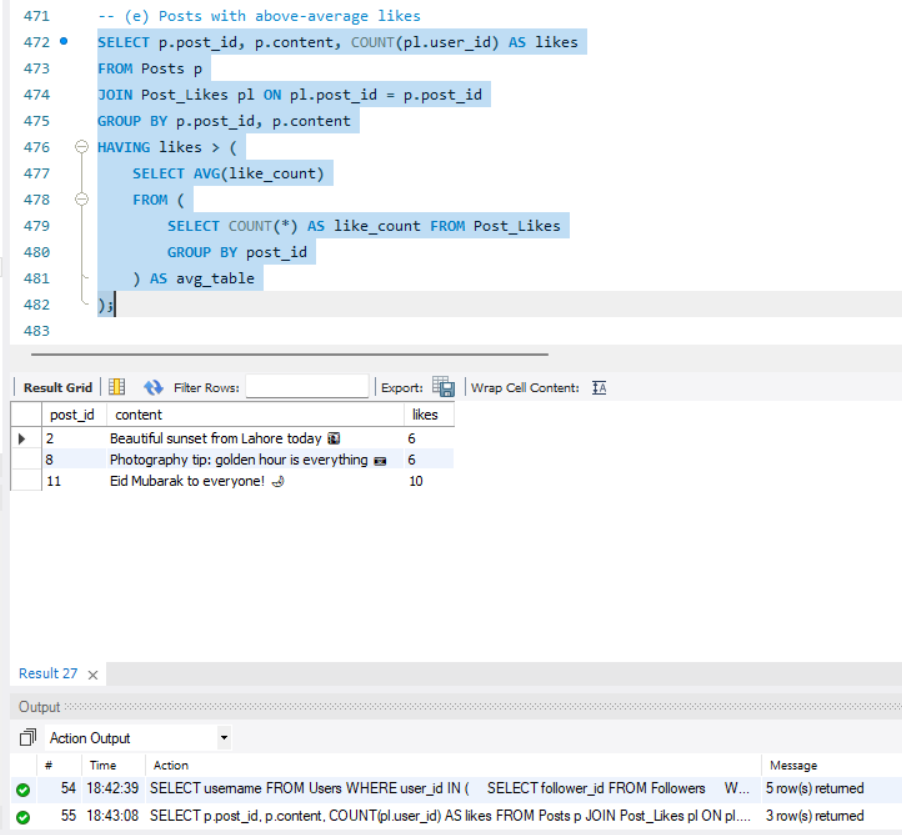 471 -- (e) Posts with above-average likes
472 SELECT p.post_id, p.content, COUNT(pl.user_id) AS likes
473 FROM Posts p
474 JOIN Post_Likes pl ON pl.post_id = p.post_id
475 GROUP BY p.post_id, p.content
476 HAVING likes > (
477 SELECT AVG(like_count)
478 FROM (
479 SELECT COUNT(*) AS like_count FROM Post_Likes
480 GROUP BY post_id
481 ) AS avg_table
482 );
483
Result Grid Filter Rows: Export: Wrap Cell Content: IA
post_id content likes
2 Beautiful sunset from Lahore today 🌇 6
8 Photography tip: golden hour is everything 📷 6
11 Eid Mubarak to everyone! 🌙 10
Result 27 ×
Output
Action Output
# Time Action Message
54 18:42:39 SELECT username FROM Users WHERE user_id IN ( SELECT follower_id FROM Followers W... 5 row(s) returned
55 18:43:08 SELECT p.post_id, p.content, COUNT(pl.user_id) AS likes FROM Posts p JOIN Post_Likes pl ON pl.... 3 row(s) returned